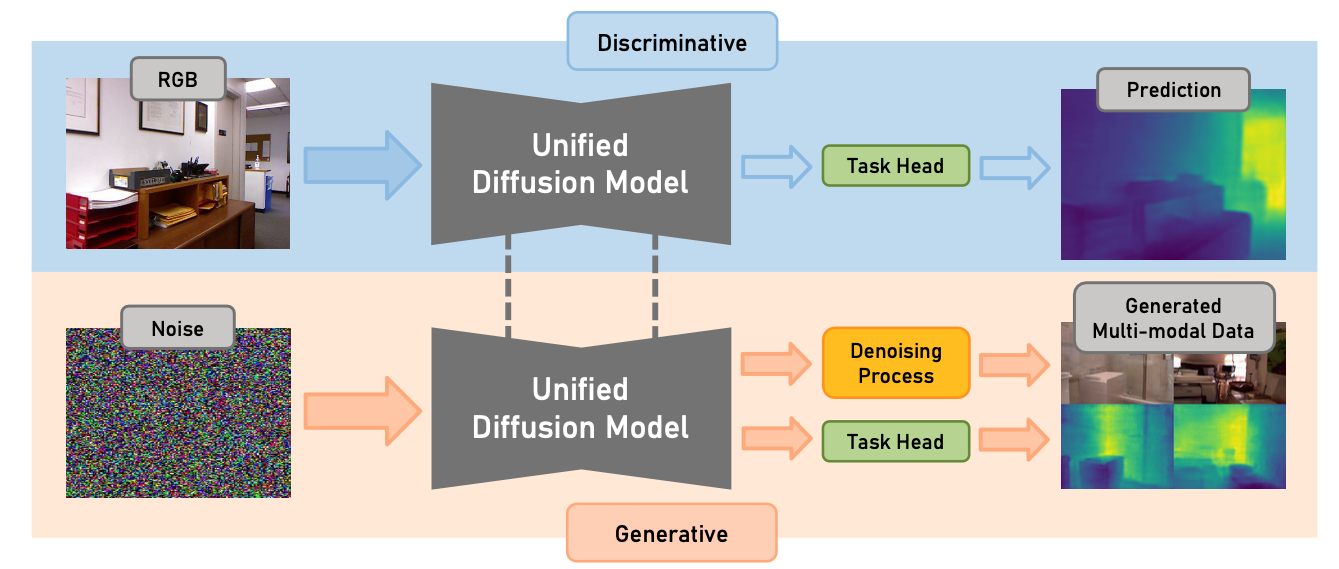 Discriminative
RGB
Unified
Diffusion Model
Task Head
Prediction
Noise
Unified
Diffusion Model
Denoising
Process
Task Head
Generated
Multi-modal Data
Generative